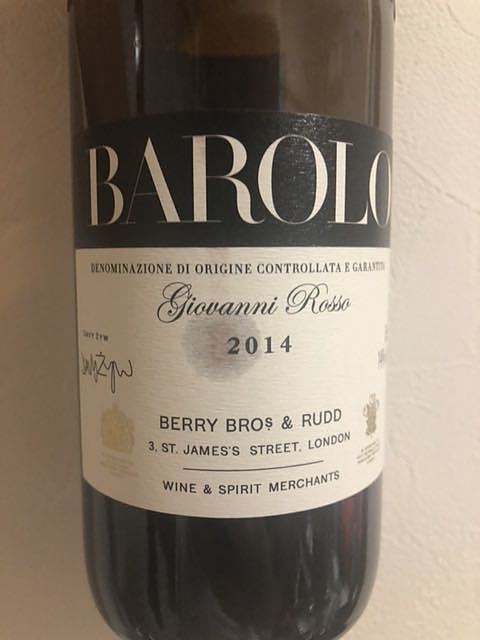 BAROLO
DENOMINAZIONE DI ORIGINE CONTROLLATA E GARANTITA
Giovanni Rosso
2014
BERRY BROS & RUDD
3, ST. JAMES'S STREET, LONDON
WINE & SPIRIT MERCHANTS